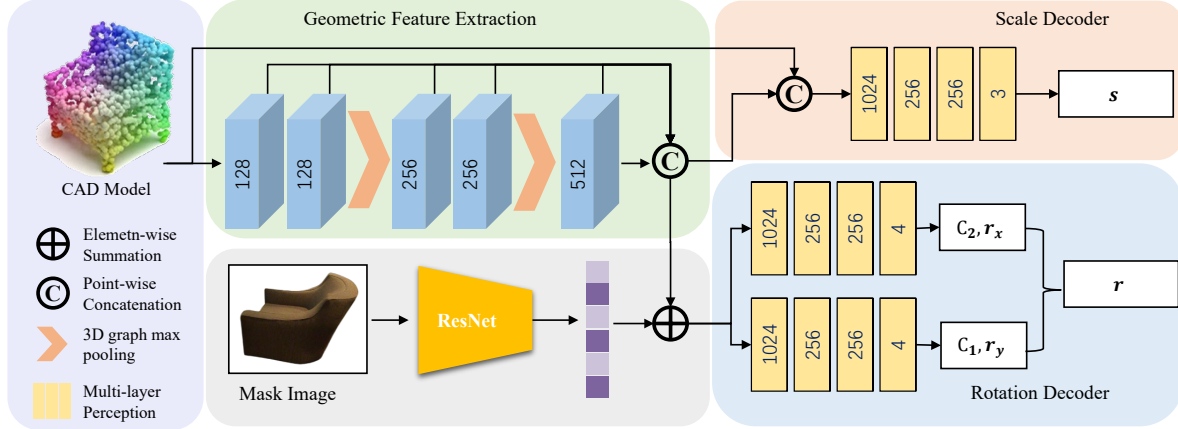 Geometric Feature Extraction
Scale Decoder
CAD Model
128
128
256
256
512
C
C
1024
256
256
3
s
Elemetn-wise
Summation
C
Point-wise
Concatenation
3D graph max
pooling
Multi-layer
Perception
Mask Image
ResNet
1024
256
256
4
C₂, rₓ
1024
256
256
4
C₁, rᵧ
r
Rotation Decoder